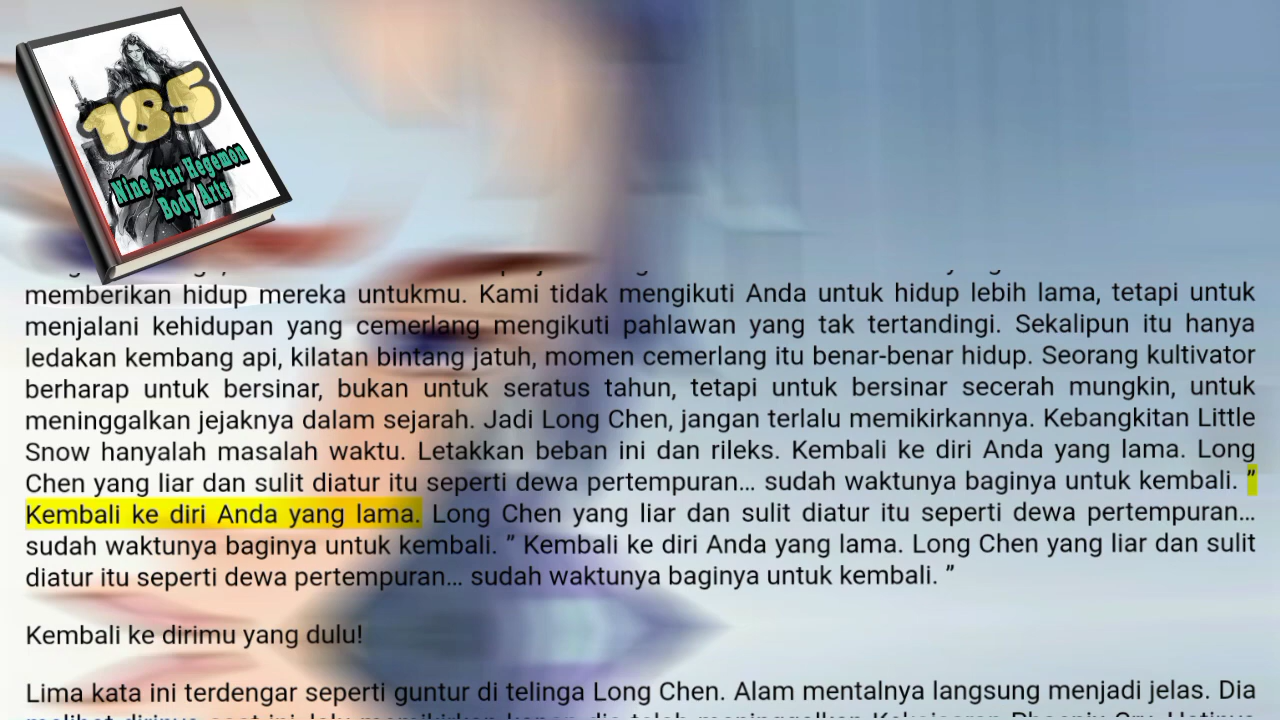 185
Nine Star Hegemon
Body Arts
memberikan hidup mereka untukmu. Kami tidak mengikuti Anda untuk hidup lebih lama, tetapi untuk
menjalani kehidupan yang cemerlang mengikuti pahlawan yang tak tertandingi. Sekalipun itu hanya
ledakan kembang api, kilatan bintang jatuh, momen cemerlang itu benar-benar hidup. Seorang kultivator
berharap untuk bersinar, bukan untuk seratus tahun, tetapi untuk bersinar secerah mungkin, untuk
meninggalkan jejaknya dalam sejarah. Jadi Long Chen, jangan terlalu memikirkannya. Kebangkitan Little
Snow hanyalah masalah waktu. Letakkan beban ini dan rileks. Kembali ke diri Anda yang lama. Long
Chen yang liar dan sulit diatur itu seperti dewa pertempuran… sudah waktunya baginya untuk kembali. ”
Kembali ke diri Anda yang lama. Long Chen yang liar dan sulit diatur itu seperti dewa pertempuran…
sudah waktunya baginya untuk kembali. ” Kembali ke diri Anda yang lama. Long Chen yang liar dan sulit
diatur itu seperti dewa pertempuran… sudah waktunya baginya untuk kembali. ”
Kembali ke dirimu yang dulu!
Lima kata ini terdengar seperti guntur di telinga Long Chen. Alam mentalnya langsung menjadi jelas. Dia